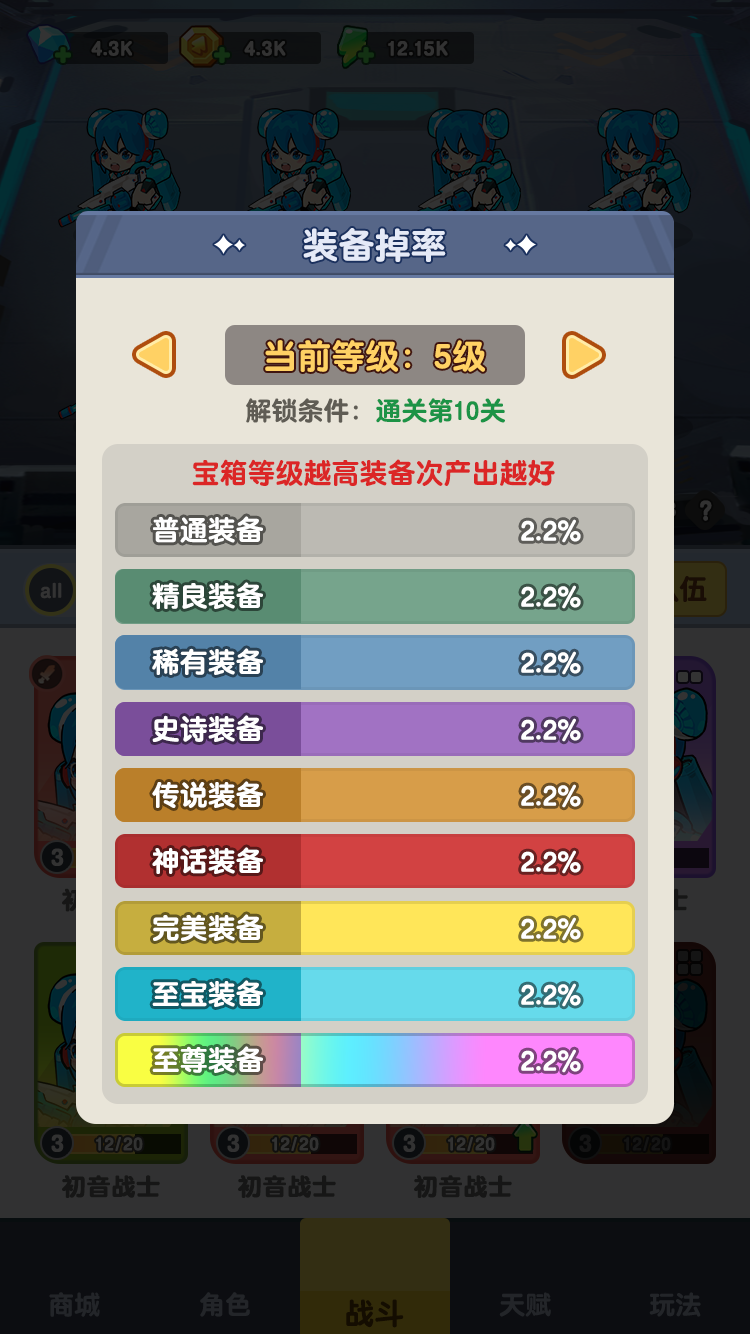 4.3K 4.3K 12.15K
装备掉率
当前等级：5级
解锁条件：通关第10关
宝箱等级越高装备次产出越好
普通装备 2.2%
精良装备 2.2%
稀有装备 2.2%
史诗装备 2.2%
传说装备 2.2%
神话装备 2.2%
完美装备 2.2%
至宝装备 2.2%
至尊装备 2.2%
?
all 伍
3
初 士
3 12/20 3 12/20 3 12/20 3 12/20
初音战士 初音战士 初音战士
商城 角色 战斗 天赋 玩法